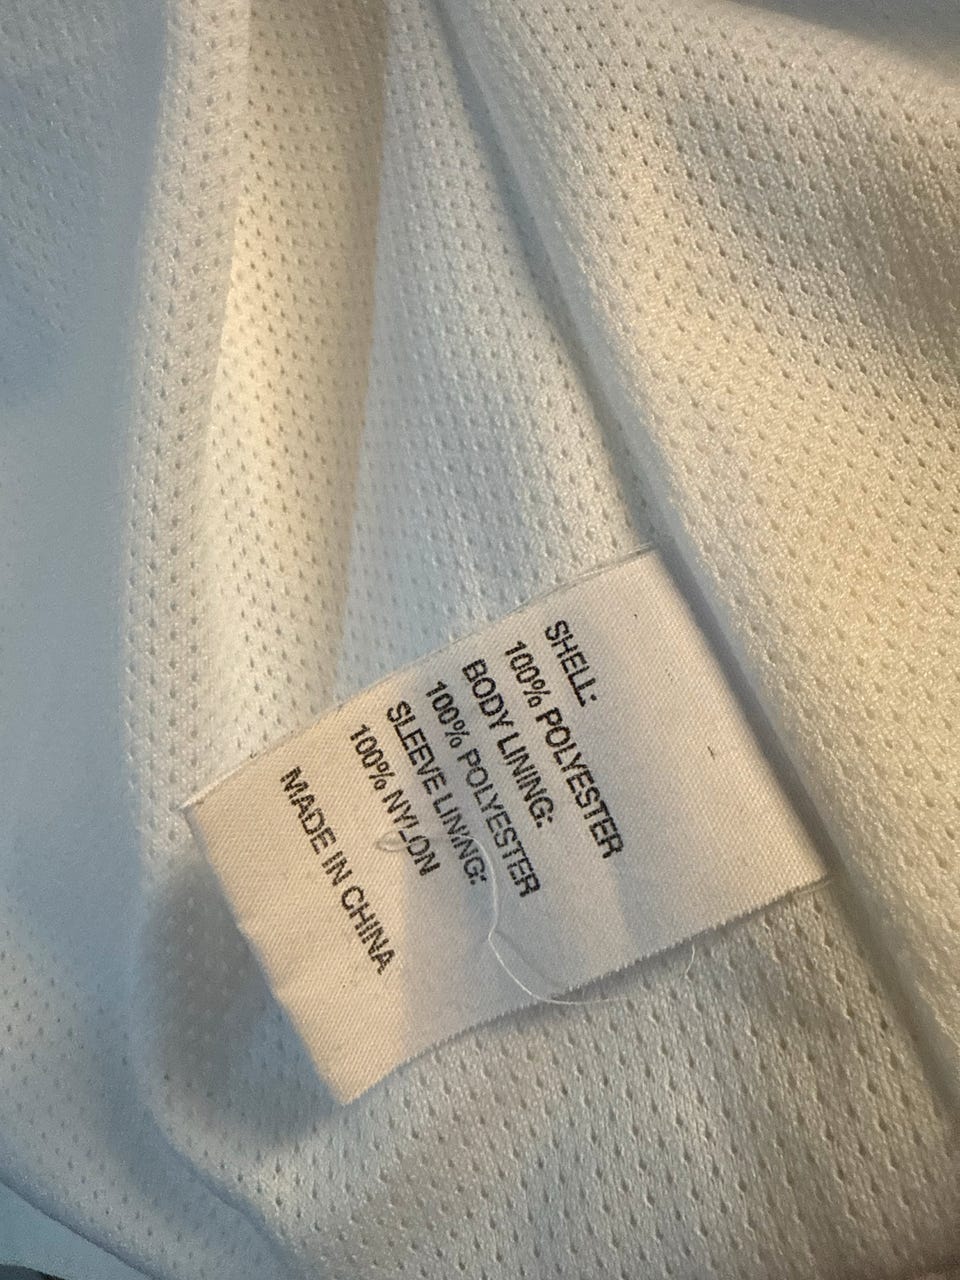 SHELL:
100% POLYESTER
BODY LINING:
100% POLYESTER
SLEEVE LINING:
100% NYLON
MADE IN CHINA